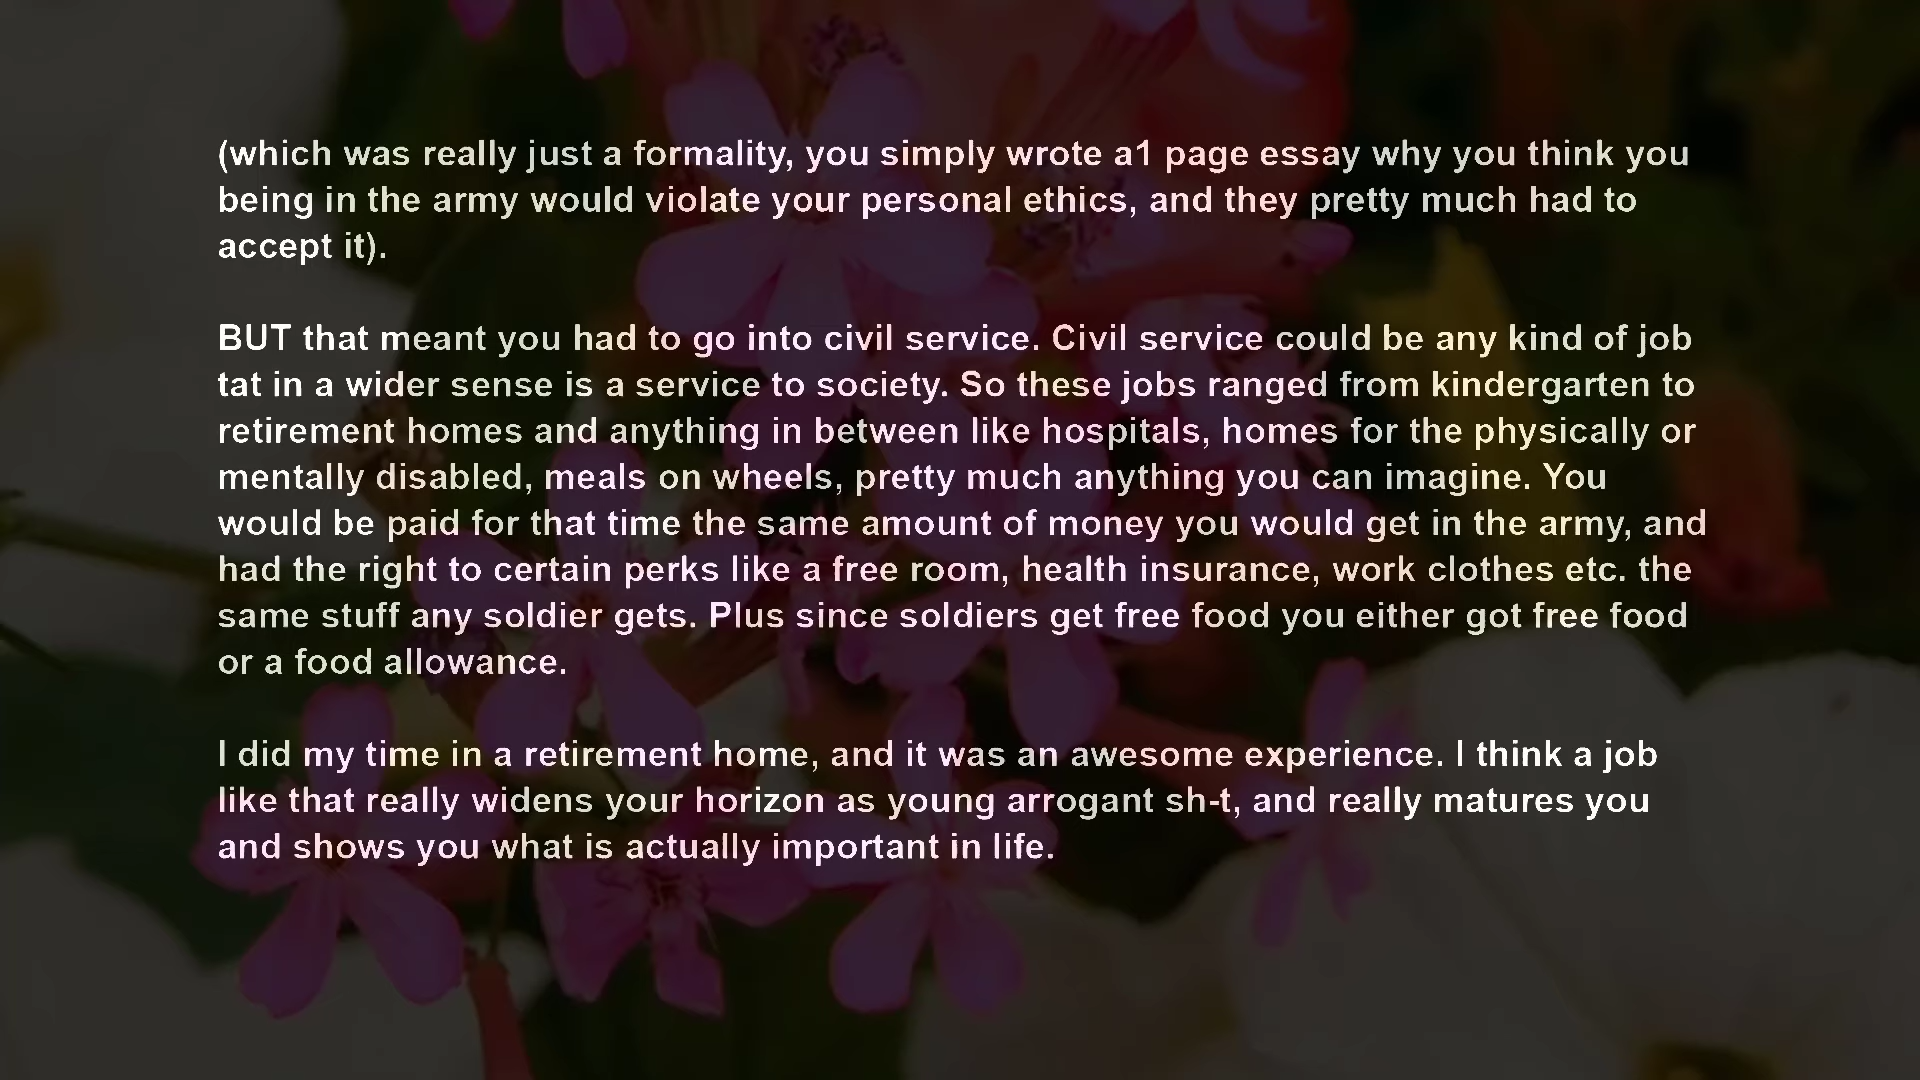 (which was really just a formality, you simply wrote a1 page essay why you think you
being in the army would violate your personal ethics, and they pretty much had to
accept it).
BUT that meant you had to go into civil service. Civil service could be any kind of job
tat in a wider sense is a service to society. So these jobs ranged from kindergarten to
retirement homes and anything in between like hospitals, homes for the physically or
mentally disabled, meals on wheels, pretty much anything you can imagine. You
would be paid for that time the same amount of money you would get in the army, and
had the right to certain perks like a free room, health insurance, work clothes etc. the
same stuff any soldier gets. Plus since soldiers get free food you either got free food
or a food allowance.
I did my time in a retirement home, and it was an awesome experience. I think a job
like that really widens your horizon as young arrogant sh-t, and really matures you
and shows you what is actually important in life.